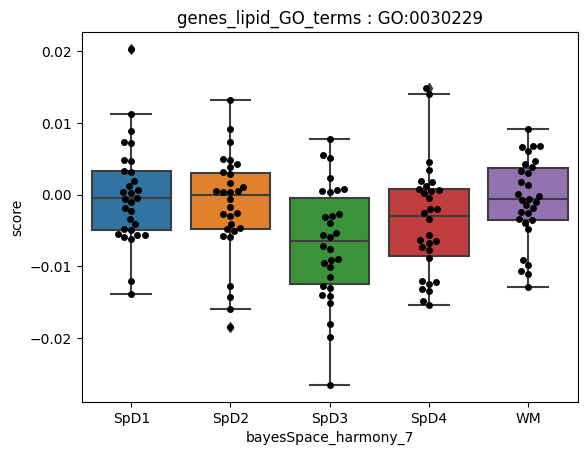 genes_lipid_GO_terms : GO:0030229
0.02
0.01
0.00
−0.01
−0.02
score
SpD1 SpD2 SpD3 SpD4 WM
bayesSpace_harmony_7